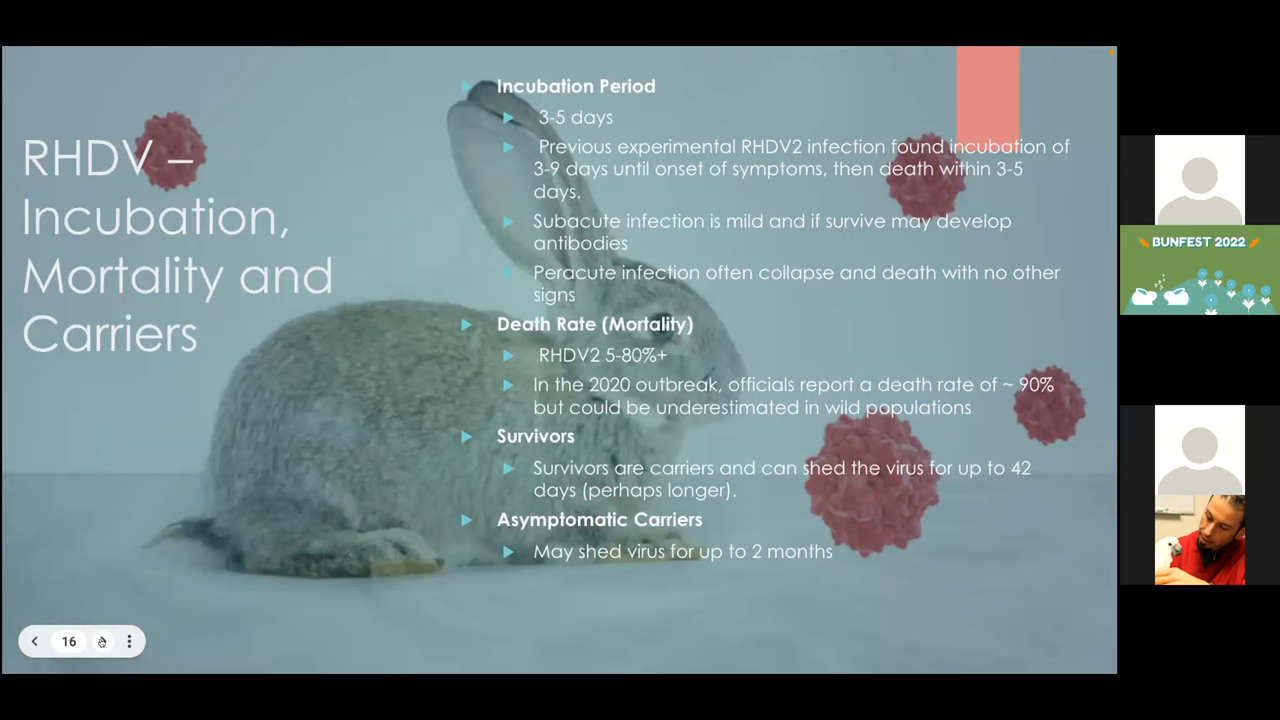 RHDV –
Incubation,
Mortality and
Carriers
Incubation Period
3-5 days
Previous experimental RHDV2 infection found incubation of
3-9 days until onset of symptoms, then death within 3-5
days.
Subacute infection is mild and if survive may develop
antibodies
Peracute infection often collapse and death with no other
signs
Death Rate (Mortality)
RHDV2 5-80%+
In the 2020 outbreak, officials report a death rate of ~ 90%
but could be underestimated in wild populations
Survivors
Survivors are carriers and can shed the virus for up to 42
days (perhaps longer).
Asymptomatic Carriers
May shed virus for up to 2 months
16
BUNFEST 2022